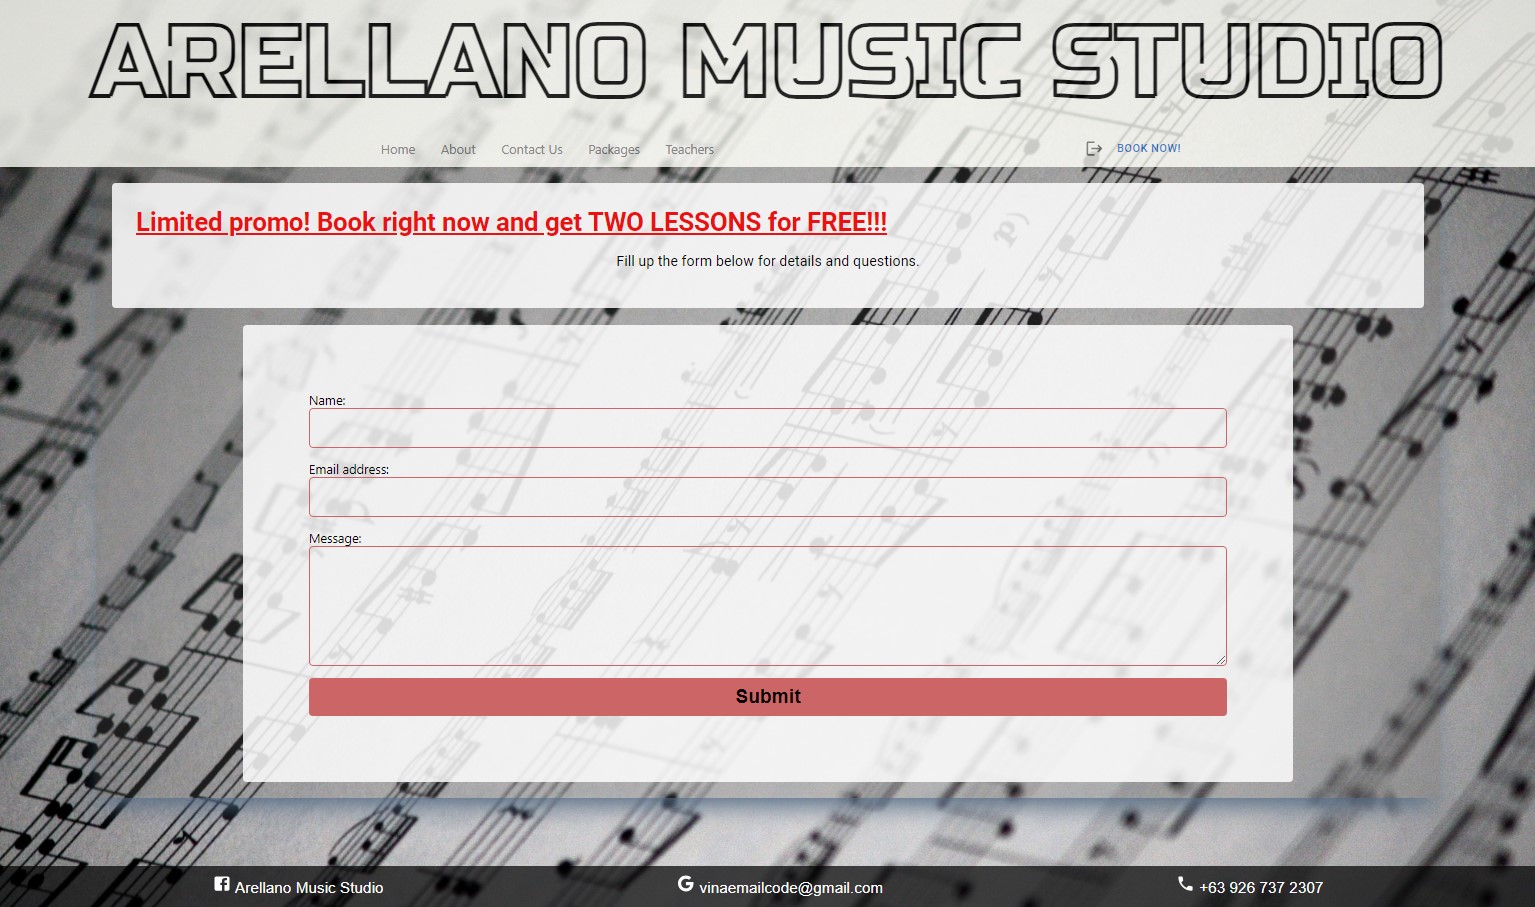 ARELLANO MUSIC STUDIO
Home About Contact Us Packages Teachers BOOK NOW!
Limited promo! Book right now and get TWO LESSONS for FREE!!!
Fill up the form below for details and questions.
Name:
Email address:
Message:
Submit
Arellano Music Studio vinaemailcode@gmail.com +63 926 737 2307